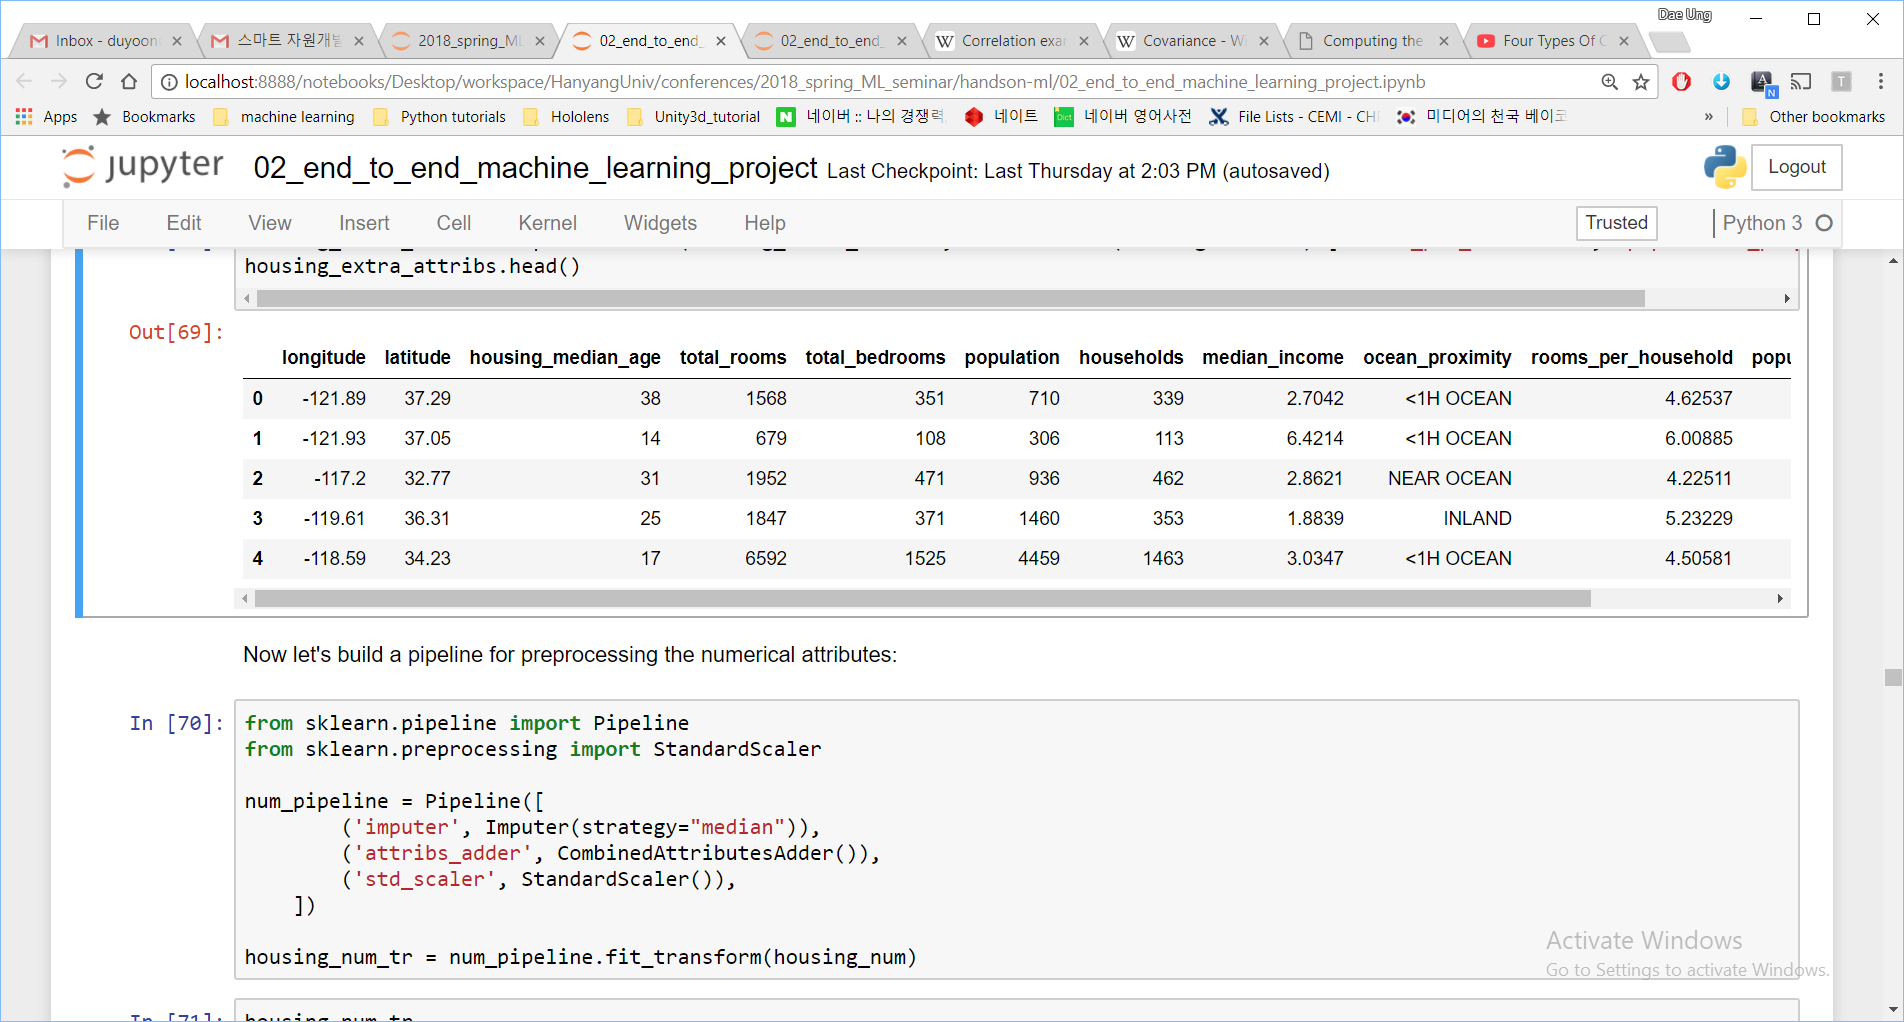 Dae Ung
Inbox - duyoon
스마트 자원개발
2018_spring_ML
02_end_to_end_
02_end_to_end_
Correlation exa
Covariance - Wi
Computing the
Four Types Of
localhost:8888/notebooks/Desktop/workspace/HanyangUniv/conferences/2018_spring_ML_seminar/handson-ml/02_end_to_end_machine_learning_project.ipynb
Apps Bookmarks machine learning Python tutorials Hololens Unity3d_tutorial 네이버 :: 나의 경쟁력 네이트 네이버 영어사전 File Lists - CEMI - CH 미디어의 천국 베이코 » Other bookmarks
jupyter 02_end_to_end_machine_learning_project Last Checkpoint: Last Thursday at 2:03 PM (autosaved) Logout
File Edit View Insert Cell Kernel Widgets Help Trusted Python 3
housing_extra_attribs.head()
Out[69]:
longitude latitude housing_median_age total_rooms total_bedrooms population households median_income ocean_proximity rooms_per_household popu
0 -121.89 37.29 38 1568 351 710 339 2.7042 <1H OCEAN 4.62537
1 -121.93 37.05 14 679 108 306 113 6.4214 <1H OCEAN 6.00885
2 -117.2 32.77 31 1952 471 936 462 2.8621 NEAR OCEAN 4.22511
3 -119.61 36.31 25 1847 371 1460 353 1.8839 INLAND 5.23229
4 -118.59 34.23 17 6592 1525 4459 1463 3.0347 <1H OCEAN 4.50581
Now let's build a pipeline for preprocessing the numerical attributes:
In [70]: from sklearn.pipeline import Pipeline
from sklearn.preprocessing import StandardScaler
num_pipeline = Pipeline([
('imputer', Imputer(strategy="median")),
('attribs_adder', CombinedAttributesAdder()),
('std_scaler', StandardScaler()),
])
housing_num_tr = num_pipeline.fit_transform(housing_num)
Activate Windows
Go to Settings to activate Windows.
In [71]: housing_num_tr